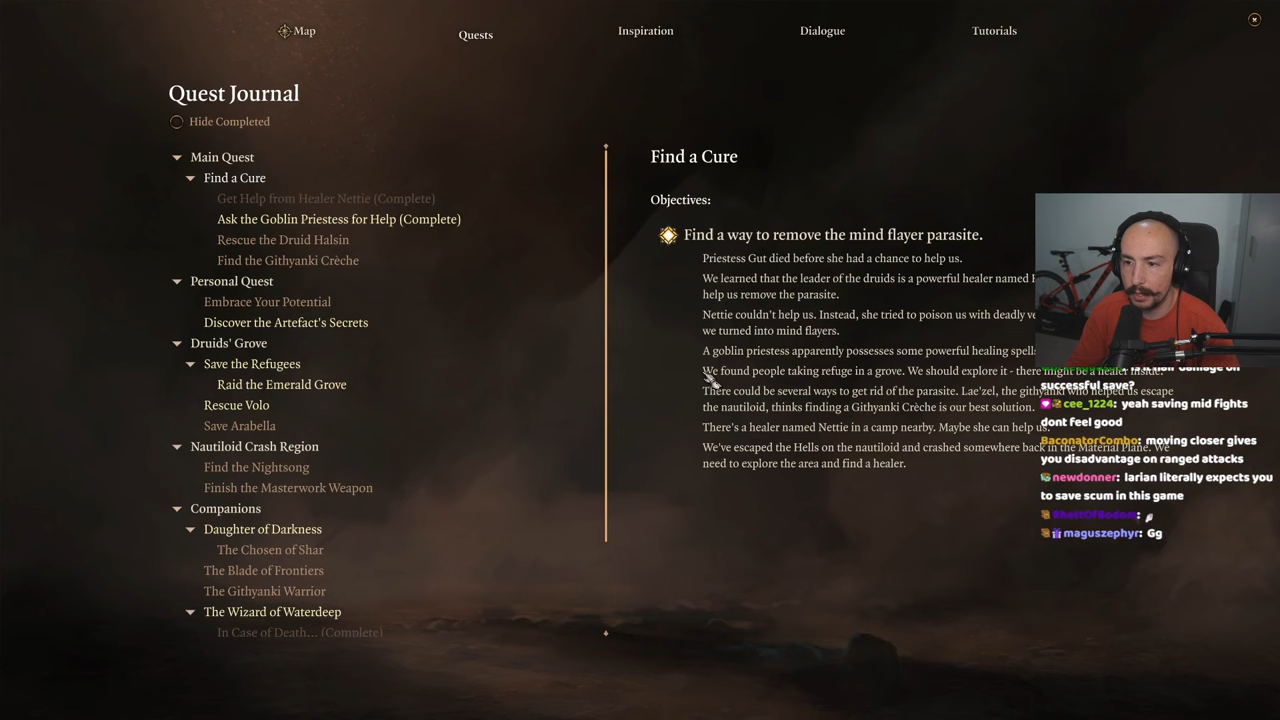 Map
Quests
Inspiration
Dialogue
Tutorials
Quest Journal
Hide Completed
Main Quest
Find a Cure
Get Help from Healer Nettie (Complete)
Ask the Goblin Priestess for Help (Complete)
Rescue the Druid Halsin
Find the Githyanki Crèche
Personal Quest
Embrace Your Potential
Discover the Artefact's Secrets
Druids' Grove
Save the Refugees
Raid the Emerald Grove
Rescue Volo
Save Arabella
Nautiloid Crash Region
Find the Nightsong
Finish the Masterwork Weapon
Companions
Daughter of Darkness
The Chosen of Shar
The Blade of Frontiers
The Githyanki Warrior
The Wizard of Waterdeep
In Case of Death... (Complete)
Find a Cure
Objectives:
Find a way to remove the mind flayer parasite.
Priestess Gut died before she had a chance to help us.
We learned that the leader of the druids is a powerful healer named
help us remove the parasite.
Nettie couldn't help us. Instead, she tried to poison us with deadly
we turned into mind flayers.
A goblin priestess apparently possesses some powerful healing spells
We found people taking refuge in a grove. We should explore it - there might be a healer inside.
There could be several ways to get rid of the parasite. Lae'zel, the githyanki who helped us escape
the nautiloid, thinks finding a Githyanki Crèche is our best solution.
There's a healer named Nettie in a camp nearby. Maybe she can help us.
We've escaped the Hells on the nautiloid and crashed somewhere back in the Material Plane. We
need to explore the area and find a healer.
successful save?
cee_1224: yeah saving mid fights
dont feel good
BaconatorCombo: moving closer gives
you disadvantage on ranged attacks
newdonner: larian literally expects you
to save scum in this game
RhettOfSodom:
maguszephyr: Gg